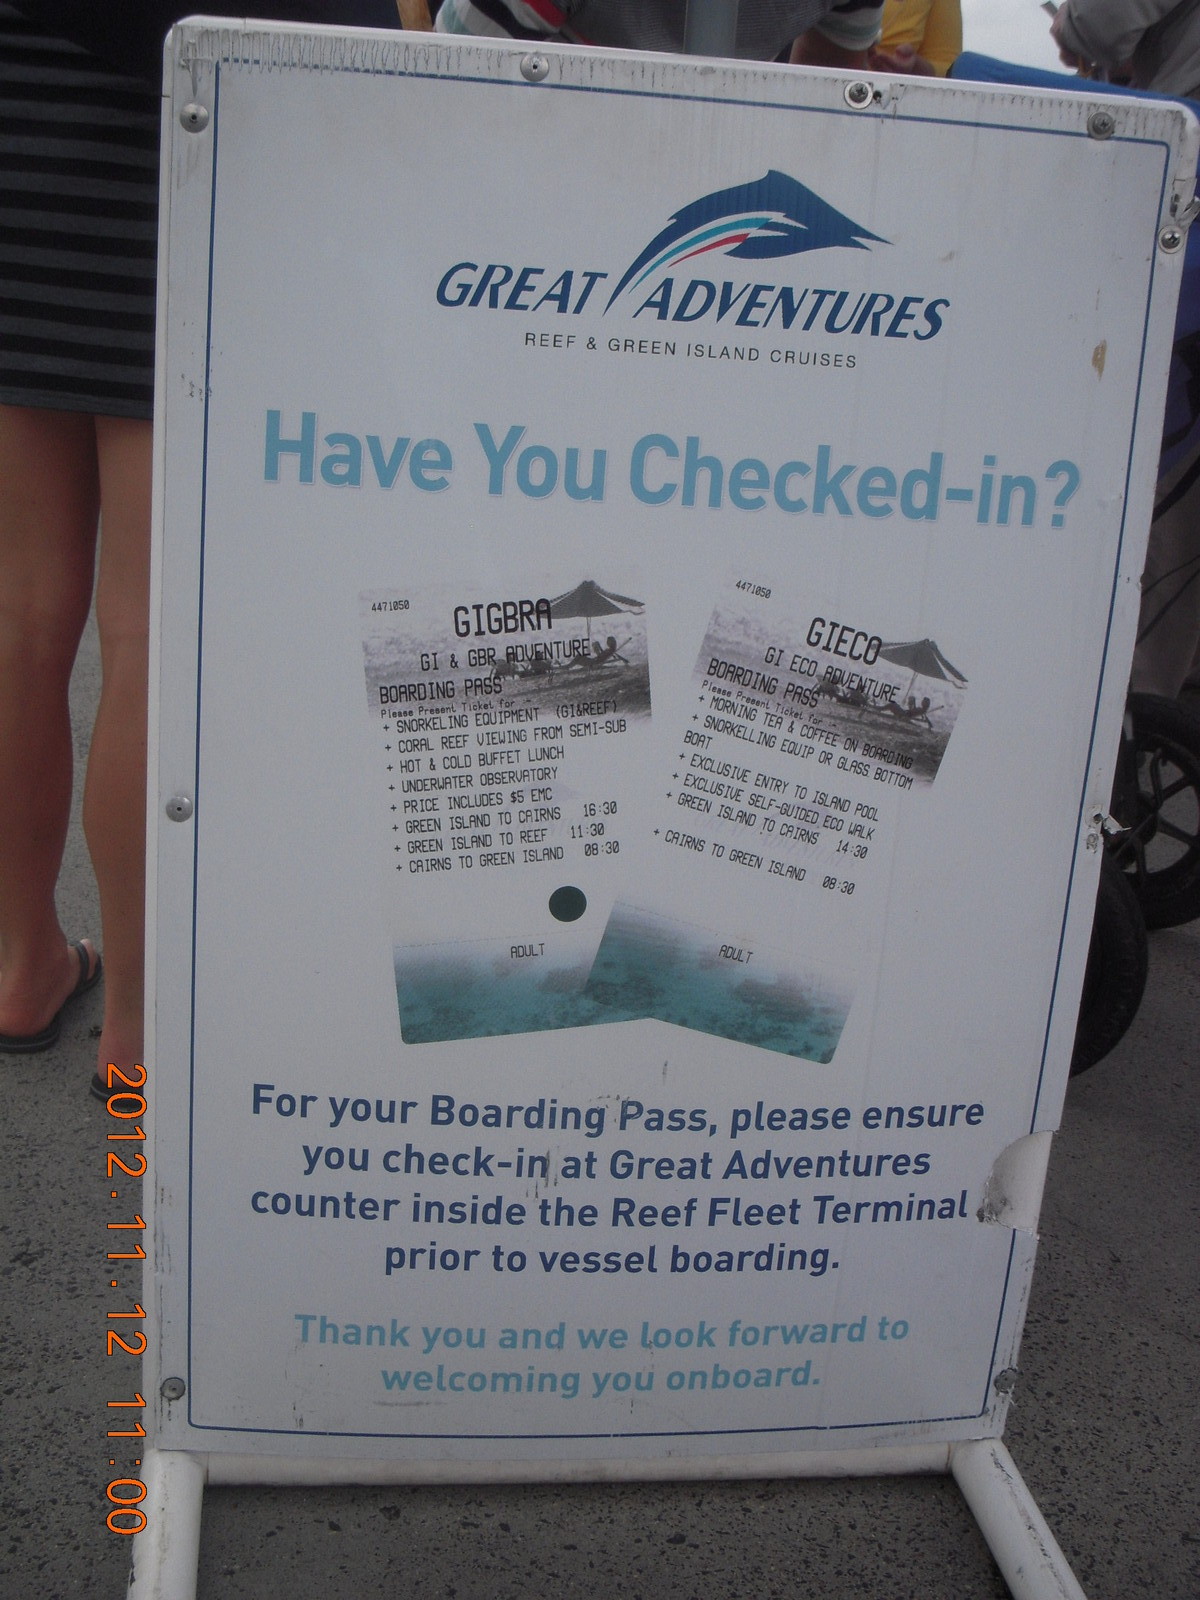 GREAT ADVENTURES
REEF & GREEN ISLAND CRUISES
Have You Checked-in?
4471050
GIGBRA
GI & GBR ADVENTURE
BOARDING PASS
Please Present Ticket for :-
+ SNORKELING EQUIPMENT (GI&REEF)
+ CORAL REEF VIEWING FROM SEMI-SUB
+ HOT & COLD BUFFET LUNCH
+ UNDERWATER OBSERVATORY
+ PRICE INCLUDES $5 EMC
+ GREEN ISLAND TO CAIRNS 16:30
+ GREEN ISLAND TO REEF 11:30
+ CAIRNS TO GREEN ISLAND 08:30
ADULT
4471050
GIECO
GI ECO ADVENTURE
BOARDING PASS
Please Present Ticket for :-
+ MORNING TEA & COFFEE ON BOARDING
+ SNORKELLING EQUIP OR GLASS BOTTOM
BOAT
+ EXCLUSIVE ENTRY TO ISLAND POOL
+ EXCLUSIVE SELF-GUIDED ECO WALK
+ GREEN ISLAND TO CAIRNS 14:30
+ CAIRNS TO GREEN ISLAND 08:30
ADULT
For your Boarding Pass, please ensure
you check-in at Great Adventures
counter inside the Reef Fleet Terminal
prior to vessel boarding.
Thank you and we look forward to
welcoming you onboard.
2012.11.12 11:00